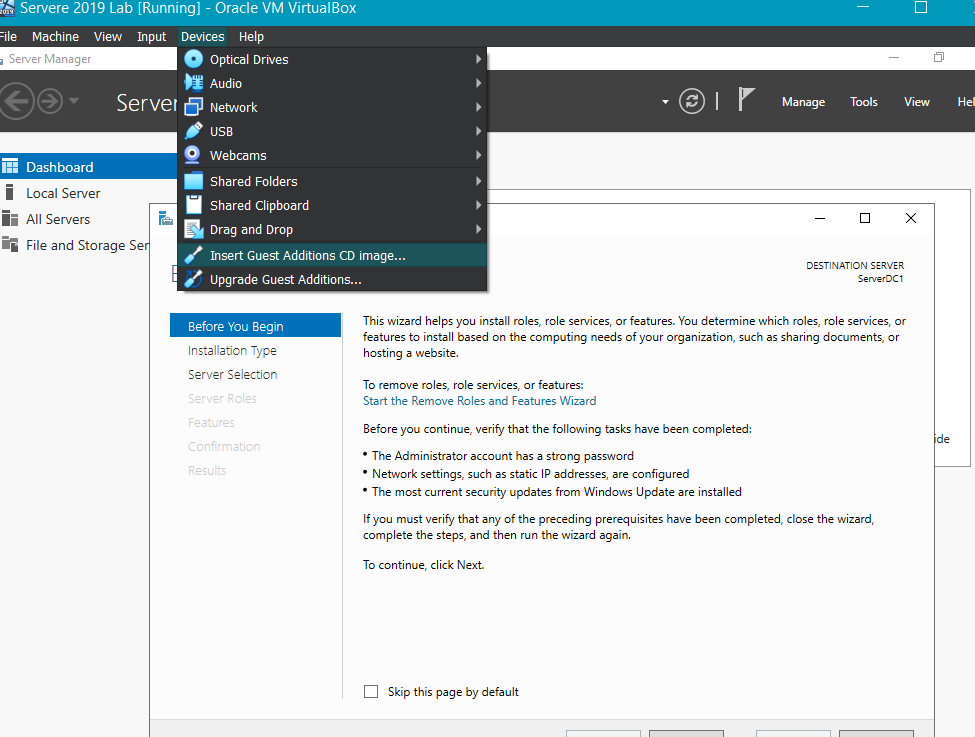 Servere 2019 Lab [Running] - Oracle VM VirtualBox
File Machine View Input Devices Help
Server Manager
Manage Tools View
Optical Drives
Audio
Network
USB
Webcams
Shared Folders
Shared Clipboard
Drag and Drop
Insert Guest Additions CD image...
Upgrade Guest Additions...
Dashboard
Local Server
All Servers
File and Storage Ser
DESTINATION SERVER
ServerDC1
Before You Begin
Installation Type
Server Selection
Server Roles
Features
Confirmation
Results
This wizard helps you install roles, role services, or features. You determine which roles, role services, or
features to install based on the computing needs of your organization, such as sharing documents, or
hosting a website.
To remove roles, role services, or features:
Start the Remove Roles and Features Wizard
Before you continue, verify that the following tasks have been completed:
• The Administrator account has a strong password
• Network settings, such as static IP addresses, are configured
• The most current security updates from Windows Update are installed
If you must verify that any of the preceding prerequisites have been completed, close the wizard,
complete the steps, and then run the wizard again.
To continue, click Next.
Skip this page by default